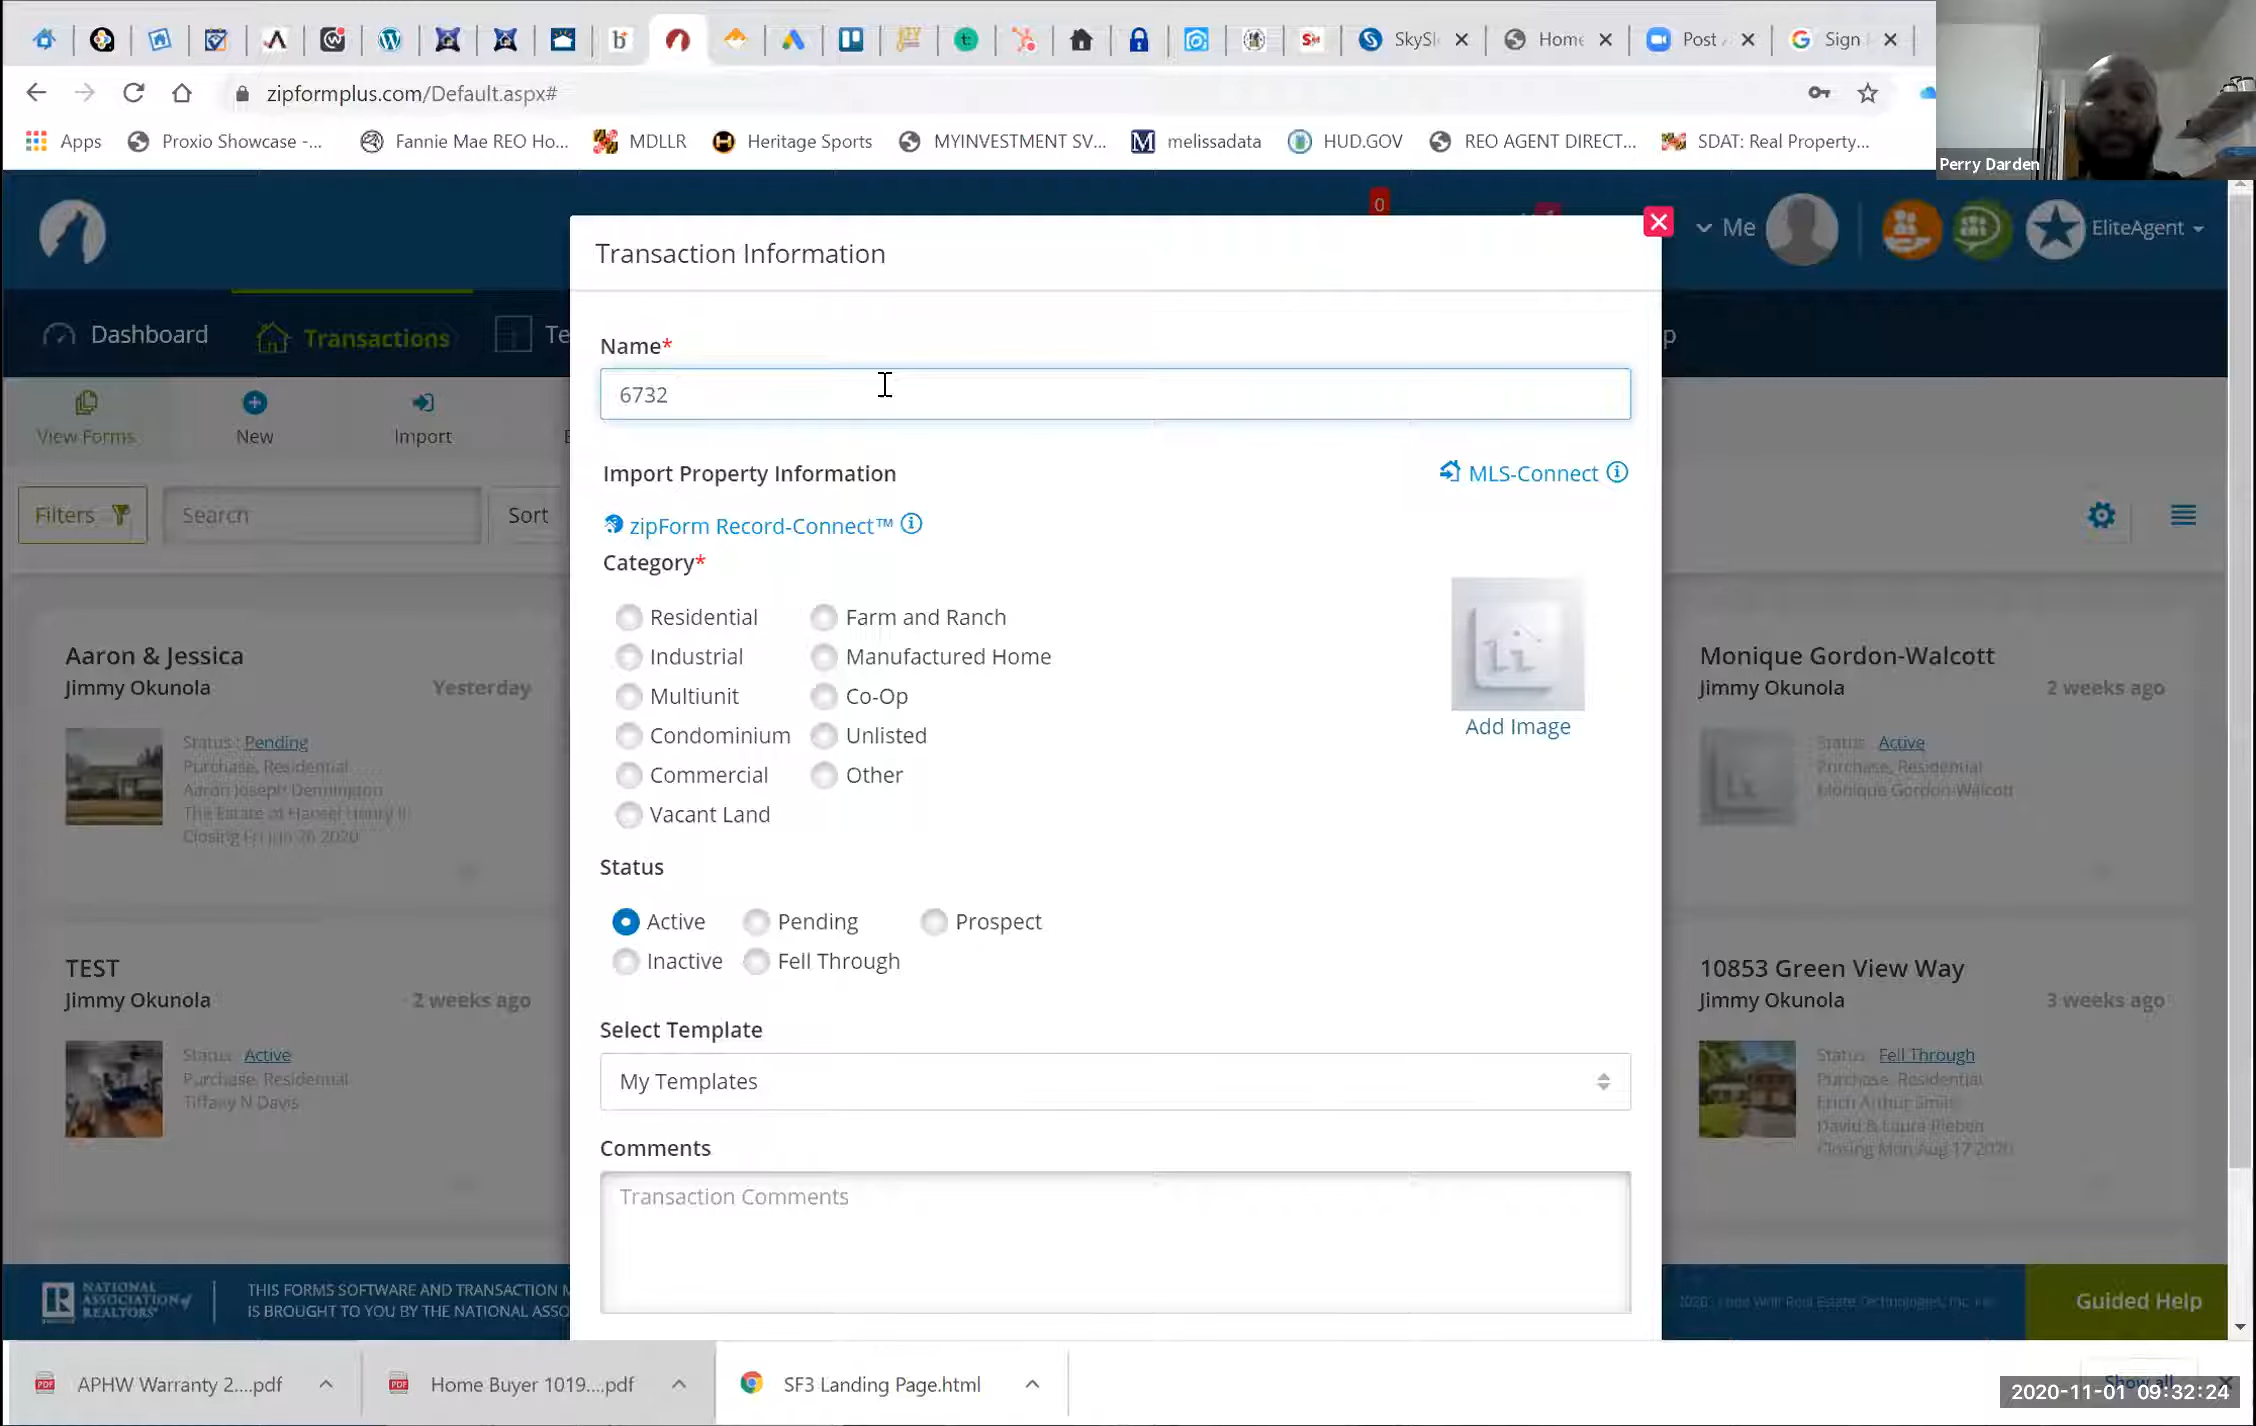 SkySl
Home
Post
Sign
zipformplus.com/Default.aspx#
Apps
Proxio Showcase -...
Fannie Mae REO Ho...
MDLLR
Heritage Sports
MYINVESTMENT SV...
melissadata
HUD.GOV
REO AGENT DIRECT...
SDAT: Real Property...
Perry Darden
0
Me
EliteAgent
Transaction Information
Dashboard
Transactions
Te
p
Name*
6732
View Forms
New
Import
Import Property Information
MLS-Connect
Filters
Search
Sort
zipForm Record-Connect™
Category*
Residential
Farm and Ranch
Industrial
Manufactured Home
Multiunit
Co-Op
Condominium
Unlisted
Commercial
Other
Vacant Land
Add Image
Aaron & Jessica
Jimmy Okunola
Yesterday
Status : Pending
Purchase, Residential
Aaron Joseph Dennington
The Estate of Hansel Henry II
Closing Fri Jun 26 2020
Monique Gordon-Walcott
Jimmy Okunola
2 weeks ago
Status: Active
Purchase, Residential
Monique Gordon-Walcott
Status
Active
Pending
Prospect
Inactive
Fell Through
TEST
Jimmy Okunola
2 weeks ago
Status: Active
Purchase, Residential
Tiffany N Davis
10853 Green View Way
Jimmy Okunola
3 weeks ago
Status: Fell Through
Purchase, Residential
Erich Arthur Smith
David & Laura Rieben
Closing Mon Aug 17 2020
Select Template
My Templates
Comments
Transaction Comments
NATIONAL
ASSOCIATION of
REALTORS®
THIS FORMS SOFTWARE AND TRANSACTION M
IS BROUGHT TO YOU BY THE NATIONAL ASSO
Guided Help
APHW Warranty 2....pdf
Home Buyer 1019....pdf
SF3 Landing Page.html
Show all
2020-11-01 09:32:24